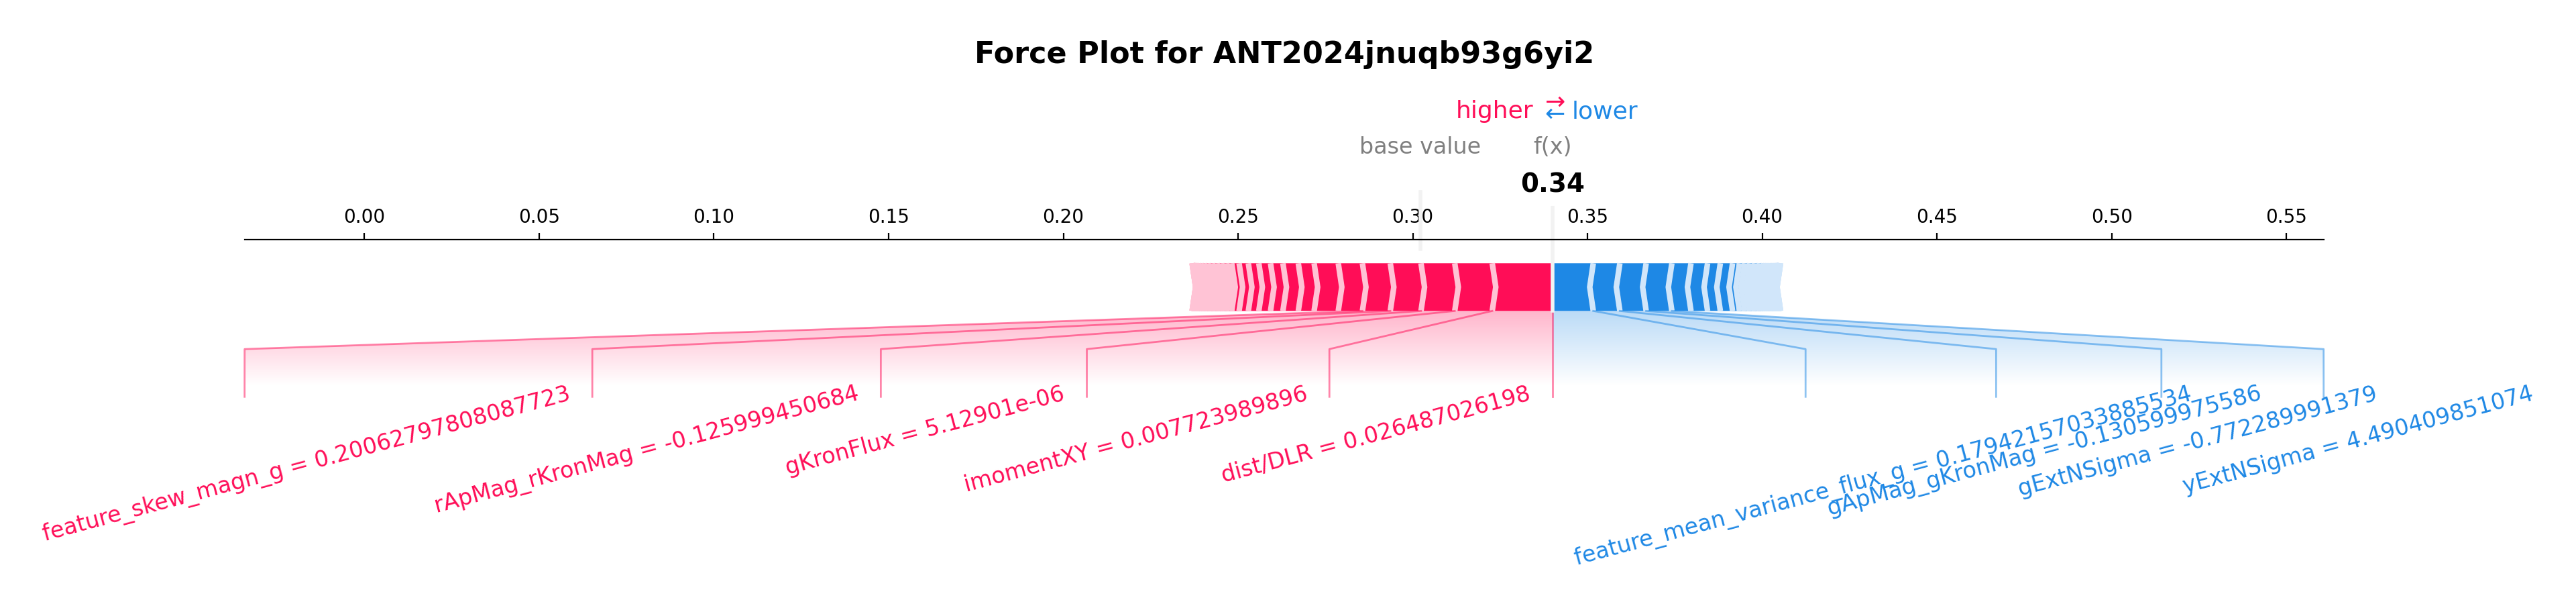 Force Plot for ANT2024jnuqb93g6yi2
higher ⇄ lower
base value f(x)
0.34
0.00 0.05 0.10 0.15 0.20 0.25 0.30 0.35 0.40 0.45 0.50 0.55
feature_skew_magn_g = 0.2006279780808​7723
rApMag_rKronMag = -0.125999450684
gKronFlux = 5.12901e-06
imomentXY = 0.007723989896
dist/DLR = 0.026487026198
feature_mean_variance_flux_g = 0.17942157033885534
gApMag_gKronMag = -0.130599975586
gExtNSigma = -0.772289991379
yExtNSigma = 4.490409851074